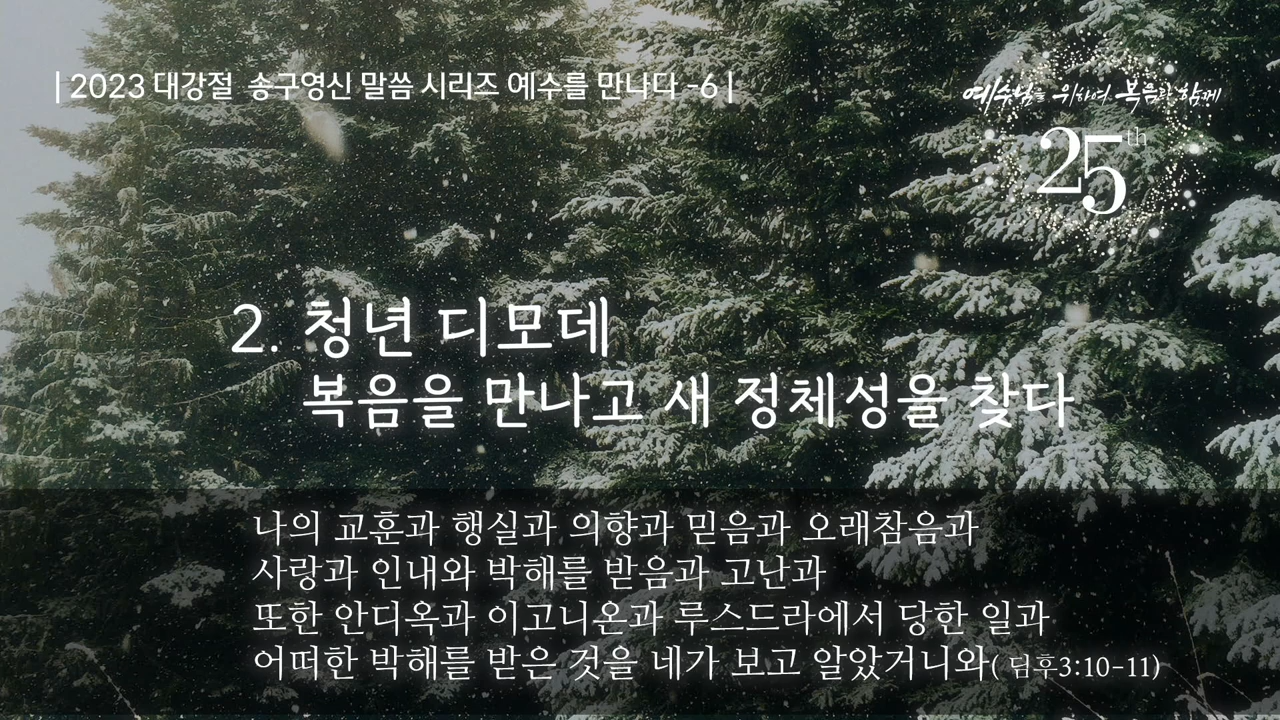 | 2023 대강절 송구영신 말씀 시리즈 예수를 만나다 -6 |
예수님을 위하여 복음과 함께
25th
2. 청년 디모데
복음을 만나고 새 정체성을 찾다
나의 교훈과 행실과 의향과 믿음과 오래참음과
사랑과 인내와 박해를 받음과 고난과
또한 안디옥과 이고니온과 루스드라에서 당한 일과
어떠한 박해를 받은 것을 네가 보고 알았거니와( 딤후3:10-11)